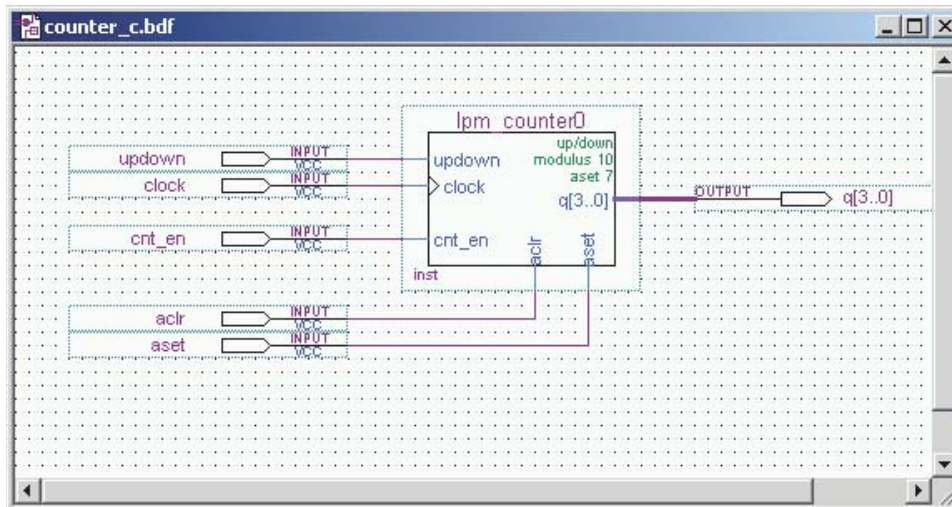 counter_c.bdf
lpm_counter0
up/down
modulus 10
aset 7
updown INPUT VCC updown
clock INPUT VCC clock
q[3..0] OUTPUT q[3..0]
cnt_en INPUT VCC cnt_en
aclr aset
inst
aclr INPUT VCC
aset INPUT VCC